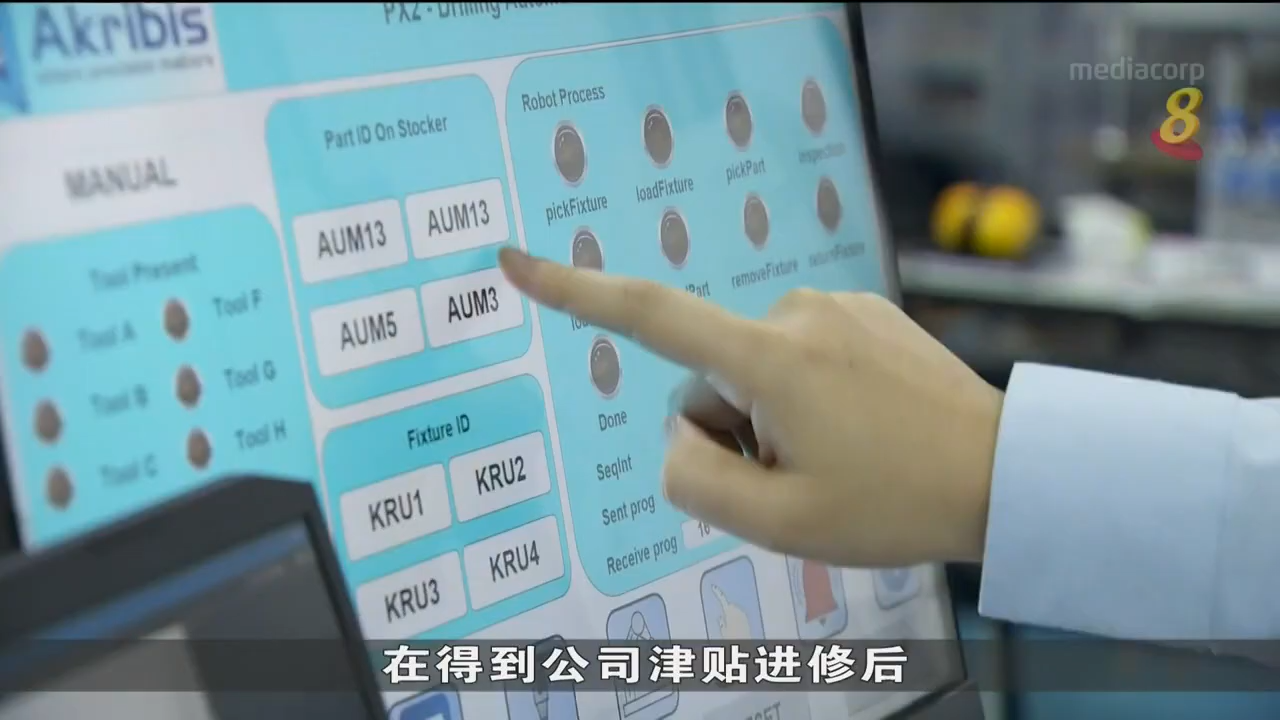 Akribis
PX2 - Drilling
mediacorp
8
MANUAL
Part ID On Stocker
AUM13
AUM13
AUM5
AUM3
Tool Present
Tool A
Tool F
Tool B
Tool G
Tool C
Tool H
Fixture ID
KRU1
KRU2
KRU3
KRU4
Robot Process
pickFixture
loadFixture
pickPart
inspection
removeFixture
returnFixture
Done
SeqInt
Sent prog
Receive prog
16
在得到公司津贴进修后